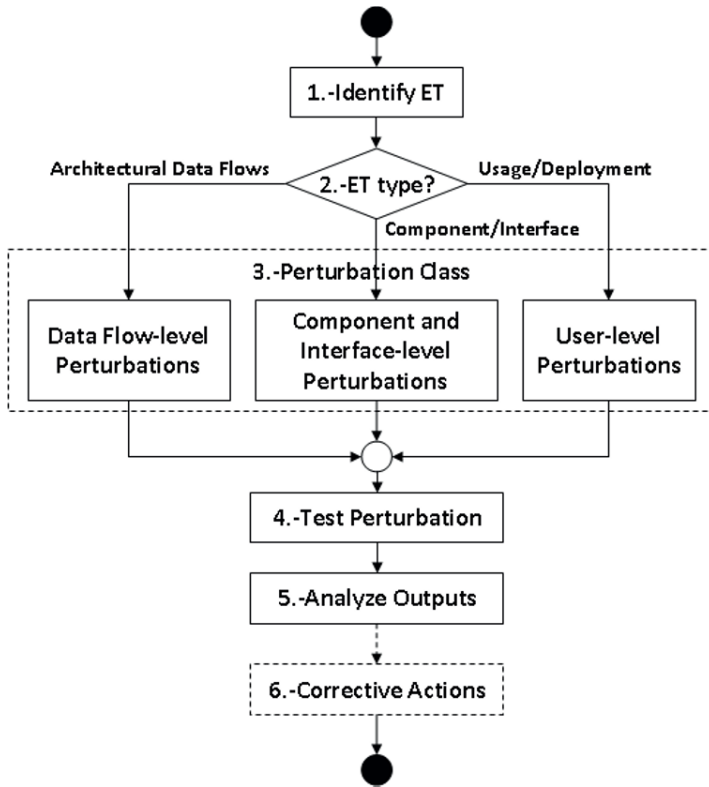 1.-Identify ET
Architectural Data Flows
Usage/Deployment
2.-ET type?
Component/Interface
3.-Perturbation Class
Data Flow-level
Perturbations
Component and
Interface-level
Perturbations
User-level
Perturbations
4.-Test Perturbation
5.-Analyze Outputs
6.-Corrective Actions